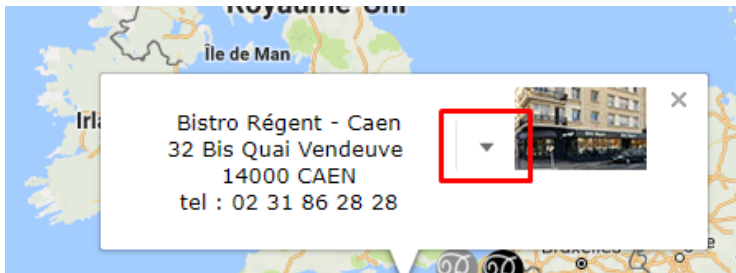 Royaume-Uni
Île de Man
Irl
Bistro Régent - Caen
32 Bis Quai Vendeuve
14000 CAEN
tel : 02 31 86 28 28
Bruxelles